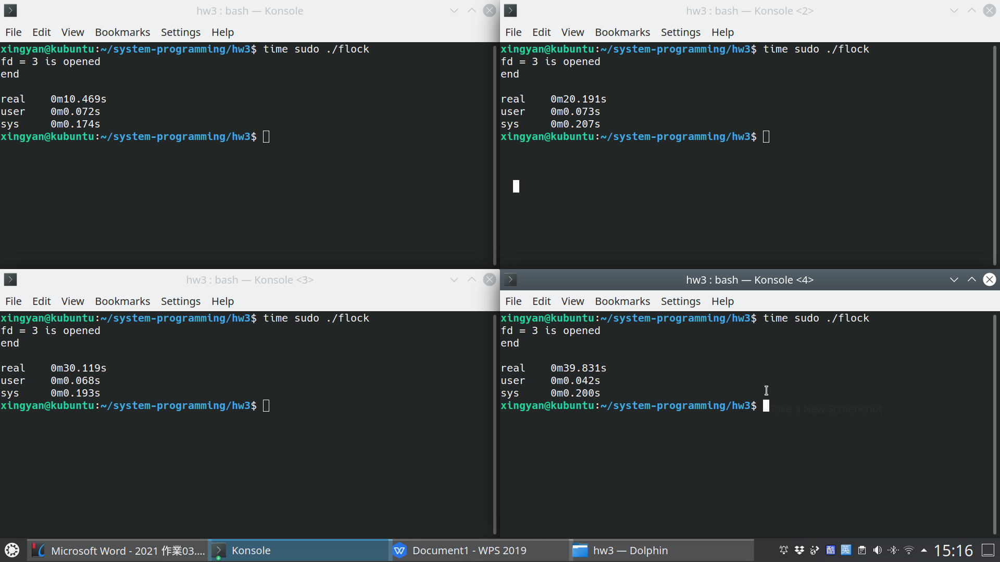 hw3 : bash — Konsole
File Edit View Bookmarks Settings Help
xingyan@kubuntu:~/system-programming/hw3$ time sudo ./flock
fd = 3 is opened
end
real 0m10.469s
user 0m0.072s
sys 0m0.174s
xingyan@kubuntu:~/system-programming/hw3$
hw3 : bash — Konsole <2>
File Edit View Bookmarks Settings Help
xingyan@kubuntu:~/system-programming/hw3$ time sudo ./flock
fd = 3 is opened
end
real 0m20.191s
user 0m0.073s
sys 0m0.207s
xingyan@kubuntu:~/system-programming/hw3$
hw3 : bash — Konsole <3>
File Edit View Bookmarks Settings Help
xingyan@kubuntu:~/system-programming/hw3$ time sudo ./flock
fd = 3 is opened
end
real 0m30.119s
user 0m0.068s
sys 0m0.193s
xingyan@kubuntu:~/system-programming/hw3$
hw3 : bash — Konsole <4>
File Edit View Bookmarks Settings Help
xingyan@kubuntu:~/system-programming/hw3$ time sudo ./flock
fd = 3 is opened
end
real 0m39.831s
user 0m0.042s
sys 0m0.200s
xingyan@kubuntu:~/system-programming/hw3$
Take a New Screenshot
Microsoft Word - 2021 作業03.... Konsole Document1 - WPS 2019 hw3 — Dolphin 酷 英 15:16